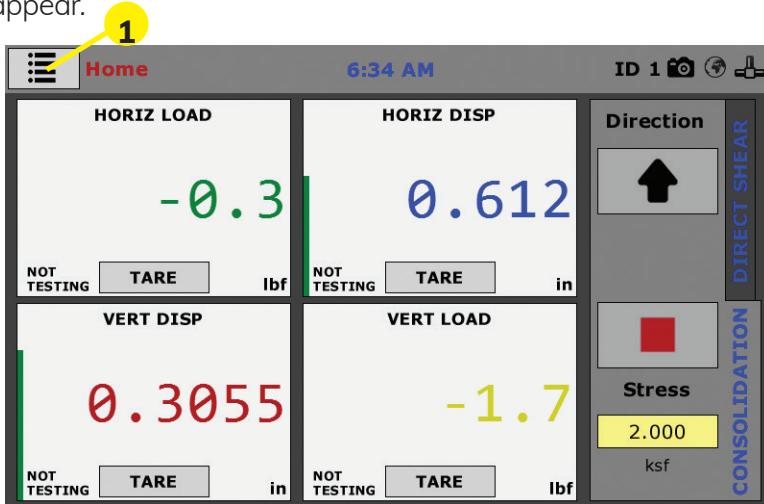 appear.
1
Home
6:34 AM
ID 1
HORIZ LOAD
-0.3
NOT TESTING
TARE
lbf
HORIZ DISP
0.612
NOT TESTING
TARE
in
VERT DISP
0.3055
NOT TESTING
TARE
in
VERT LOAD
-1.7
NOT TESTING
TARE
lbf
Direction
Stress
2.000
ksf
DIRECT SHEAR
CONSOLIDATION